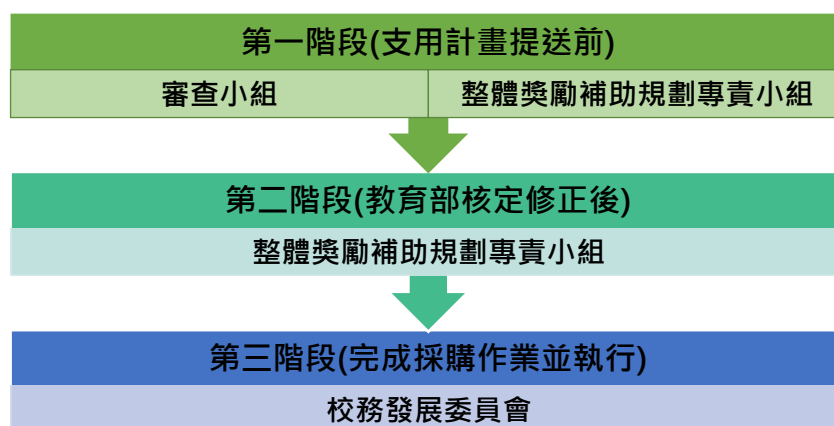 第一階段(支用計畫提送前)
審查小組
整體獎勵補助規劃專責小組
第二階段(教育部核定修正後)
整體獎勵補助規劃專責小組
第三階段(完成採購作業並執行)
校務發展委員會